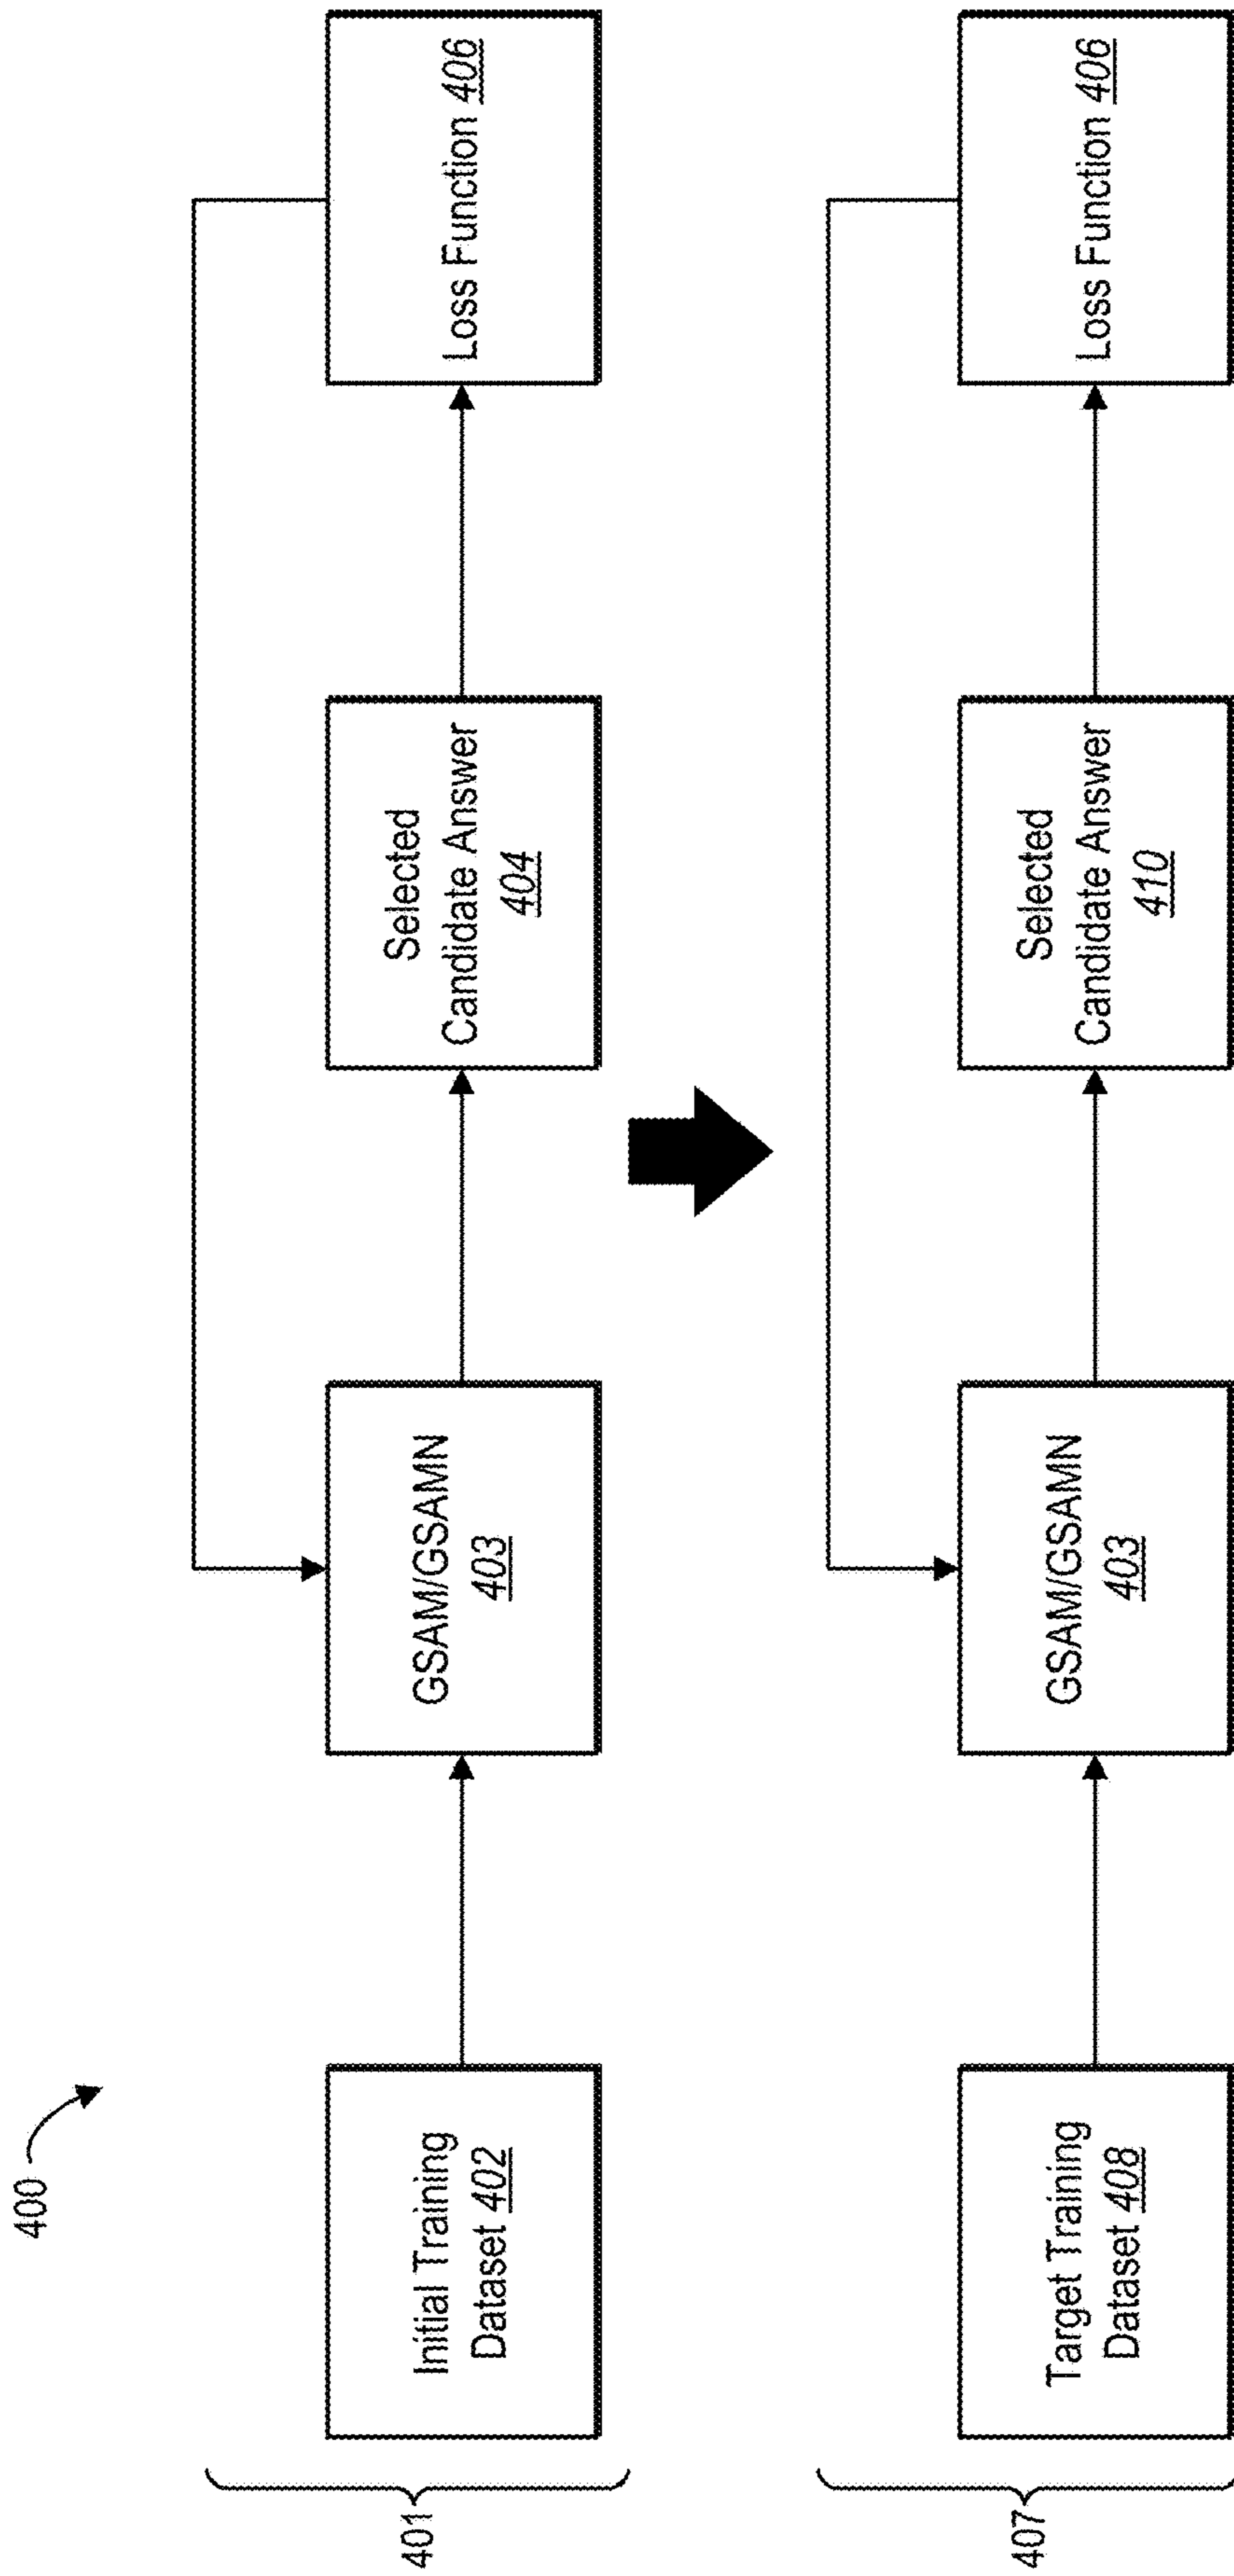 400
401
Initial Training
Dataset 402
GSAM/GSAMN
403
Selected
Candidate Answer
404
Loss Function 406
407
Target Training
Dataset 408
GSAM/GSAMN
403
Selected
Candidate Answer
410
Loss Function 406